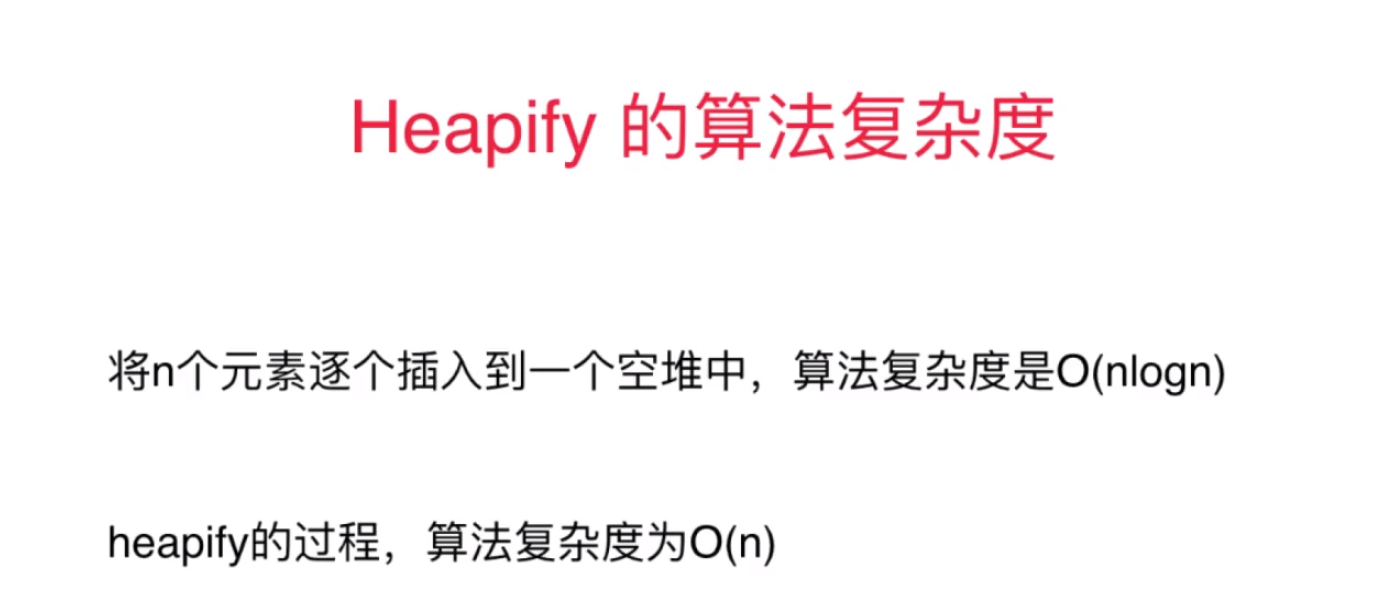 Heapify 的算法复杂度
将n个元素逐个插入到一个空堆中，算法复杂度是O(nlogn)
heapify的过程，算法复杂度为O(n)